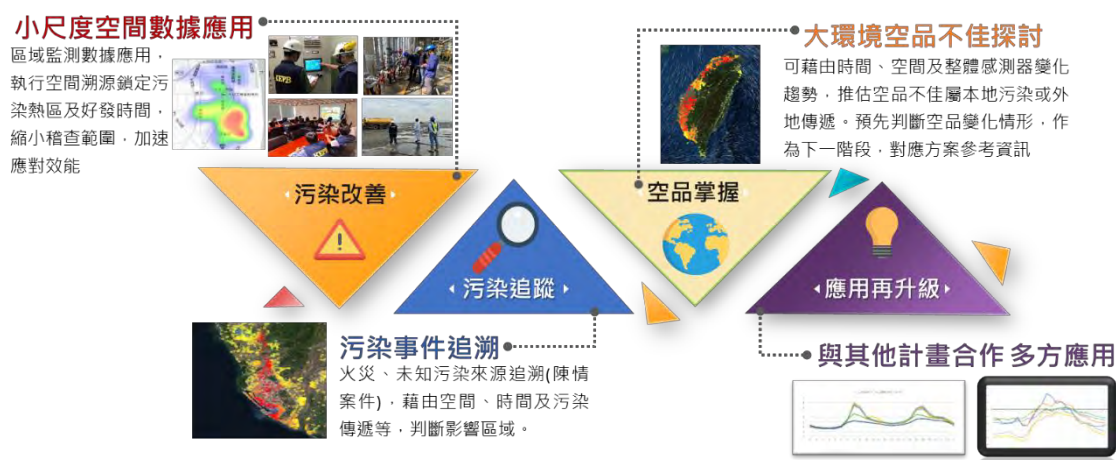 小尺度空間數據應用
區域監測數據應用，
執行空間溯源鎖定污
染熱區及好發時間，
縮小稽查範圍，加速
應對效能
大環境空品不佳探討
可藉由時間、空間及整體感測器變化
趨勢，推估空品不佳屬本地污染或外
地傳遞。預先判斷空品變化情形，作
為下一階段，對應方案參考資訊
污染改善
污染追蹤
空品掌握
應用再升級
污染事件追溯
火災、未知污染來源追溯(陳情
案件)，藉由空間、時間及污染
傳遞等，判斷影響區域。
與其他計畫合作 多方應用